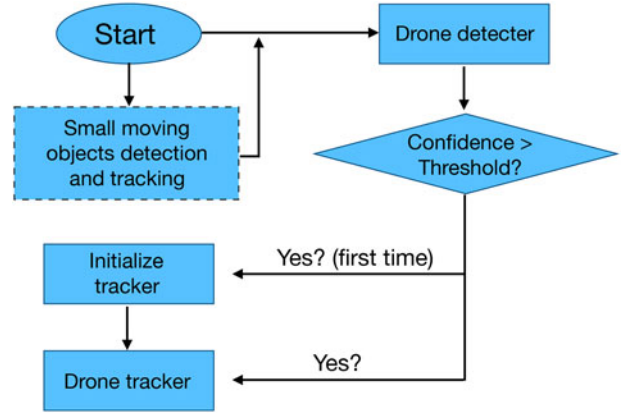 Start
Drone detecter
Small moving
objects detection
and tracking
Confidence >
Threshold?
Yes? (first time)
Initialize
tracker
Yes?
Drone tracker